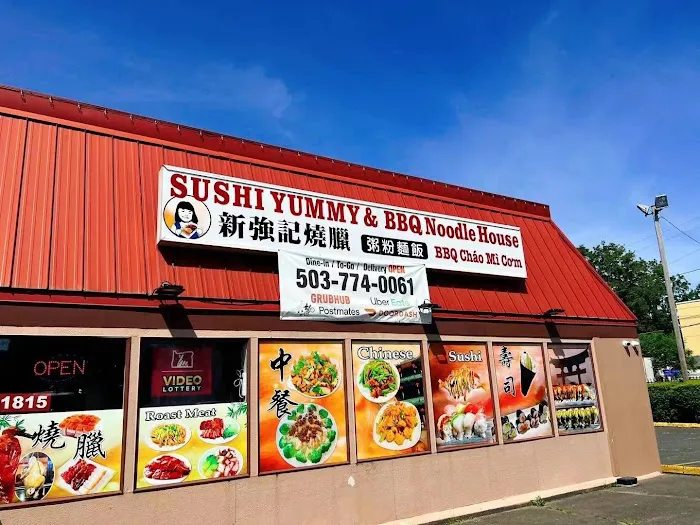 SUSHI YUMMY & BBQ Noodle House
新強記燒臘 粥粉麵飯 BBQ Cháo Mì Cơm
Dine-In / To-Go / Delivery OPEN
503-774-0061
GRUBHUB Uber Eats
Postmates DOORDASH
OPEN
1815
燒臘
VIDEO
LOTTERY
Roast Meat
中餐
Chinese
Sushi
壽司